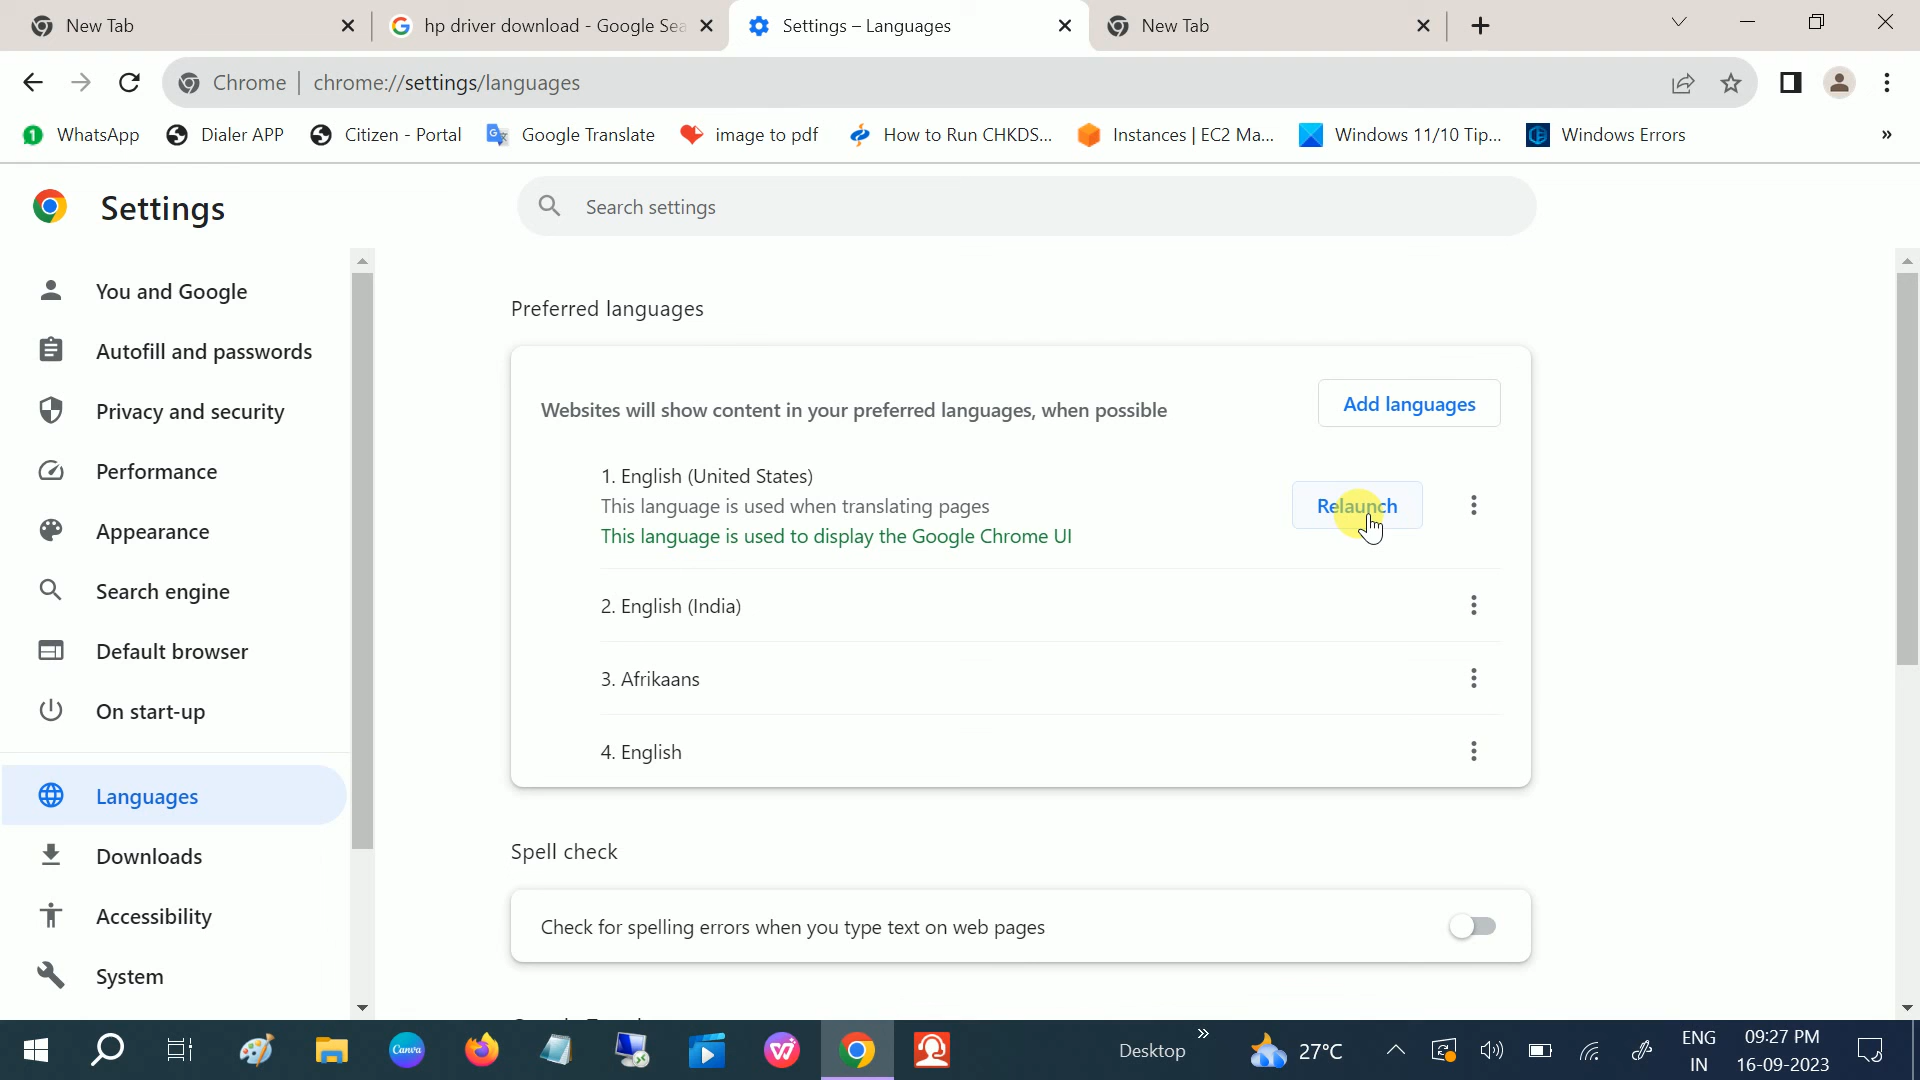 New Tab
hp driver download - Google Sea
Settings – Languages
New Tab
Chrome
chrome://settings/languages
WhatsApp
Dialer APP
Citizen - Portal
Google Translate
image to pdf
How to Run CHKDS...
Instances | EC2 Ma...
Windows 11/10 Tip...
Windows Errors
»
Settings
Search settings
You and Google
Autofill and passwords
Privacy and security
Performance
Appearance
Search engine
Default browser
On start-up
Languages
Downloads
Accessibility
System
Preferred languages
Websites will show content in your preferred languages, when possible
Add languages
1. English (United States)
This language is used when translating pages
This language is used to display the Google Chrome UI
Relaunch
2. English (India)
3. Afrikaans
4. English
Spell check
Check for spelling errors when you type text on web pages
Canva
Desktop
»
27°C
ENG
IN
09:27 PM
16-09-2023